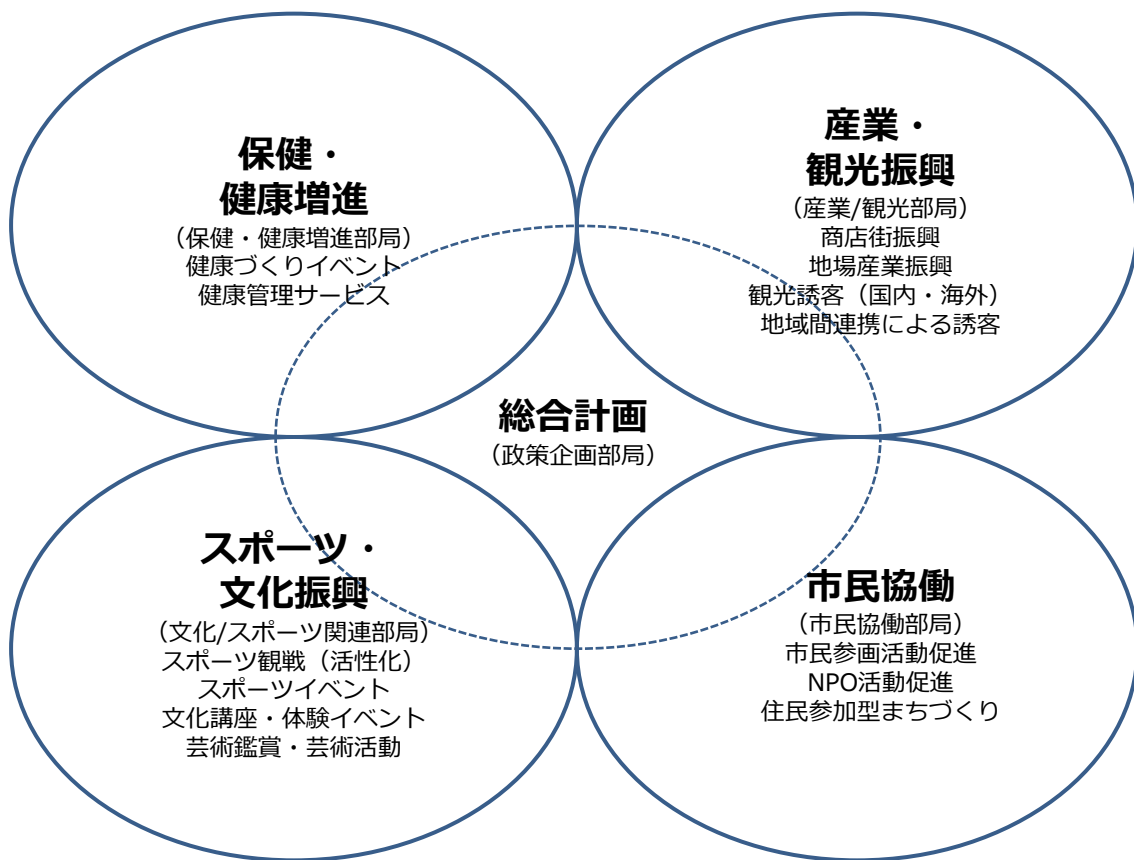 保健・
健康増進
（保健・健康増進部局）
健康づくりイベント
健康管理サービス
産業・
観光振興
（産業/観光部局）
商店街振興
地場産業振興
観光誘客（国内・海外）
地域間連携による誘客
総合計画
（政策企画部局）
スポーツ・
文化振興
（文化/スポーツ関連部局）
スポーツ観戦（活性化）
スポーツイベント
文化講座・体験イベント
芸術鑑賞・芸術活動
市民協働
（市民協働部局）
市民参画活動促進
NPO活動促進
住民参加型まちづくり